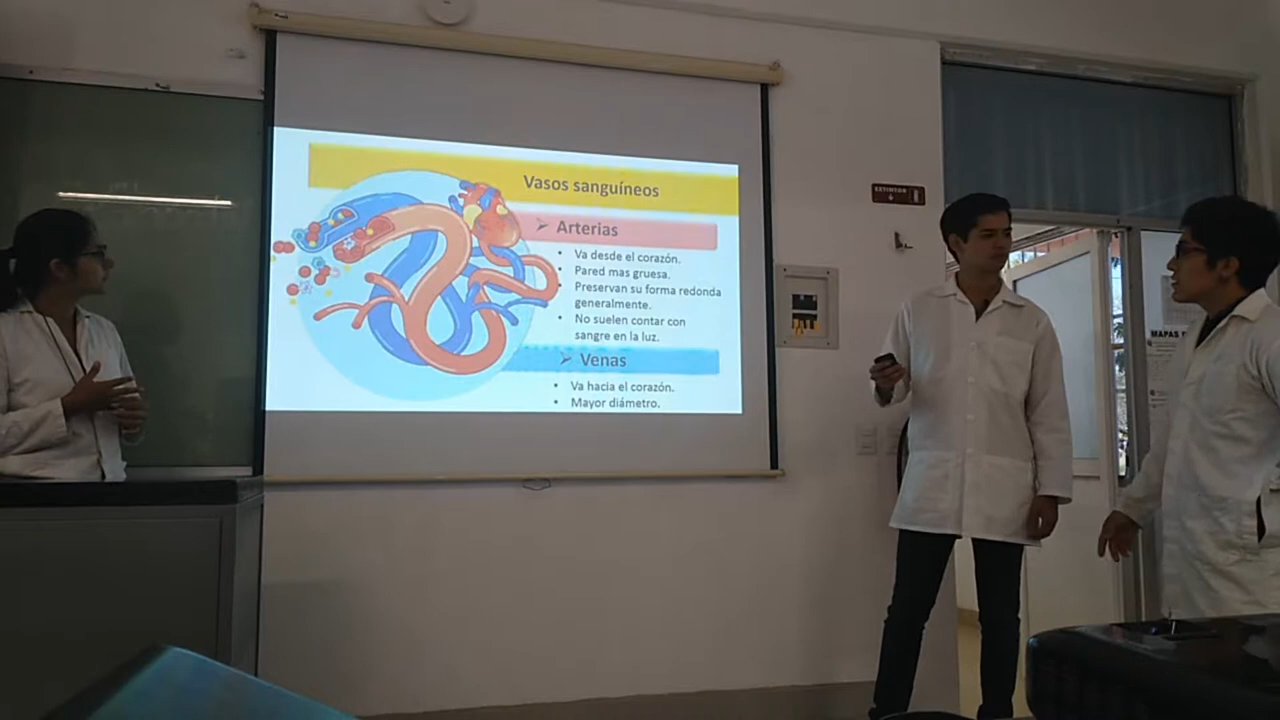 Vasos sanguíneos
Arterias
Va desde el corazón.
Pared mas gruesa.
Preservan su forma redonda
generalmente.
No suelen contar con
sangre en la luz.
Venas
Va hacia el corazón.
Mayor diámetro.
EXTINTOR
MAPAS